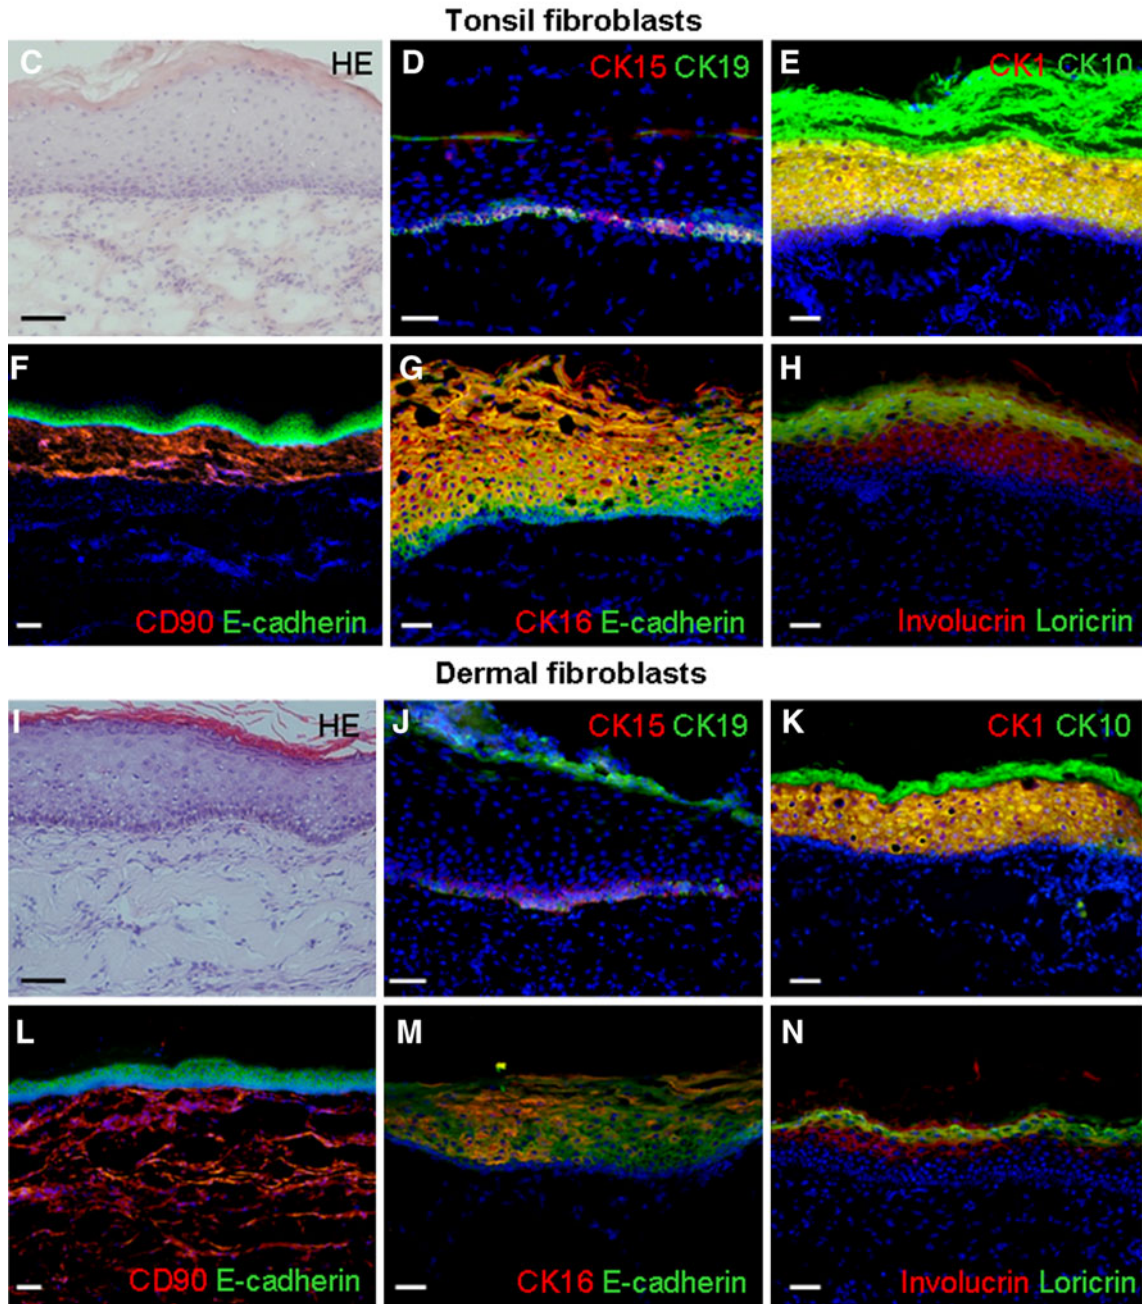 Tonsil fibroblasts
C HE
D CK15 CK19
E CK1 CK10
F
CD90 E-cadherin
G
CK16 E-cadherin
H
Involucrin Loricrin
Dermal fibroblasts
I HE
J CK15 CK19
K CK1 CK10
L
CD90 E-cadherin
M
CK16 E-cadherin
N
Involucrin Loricrin